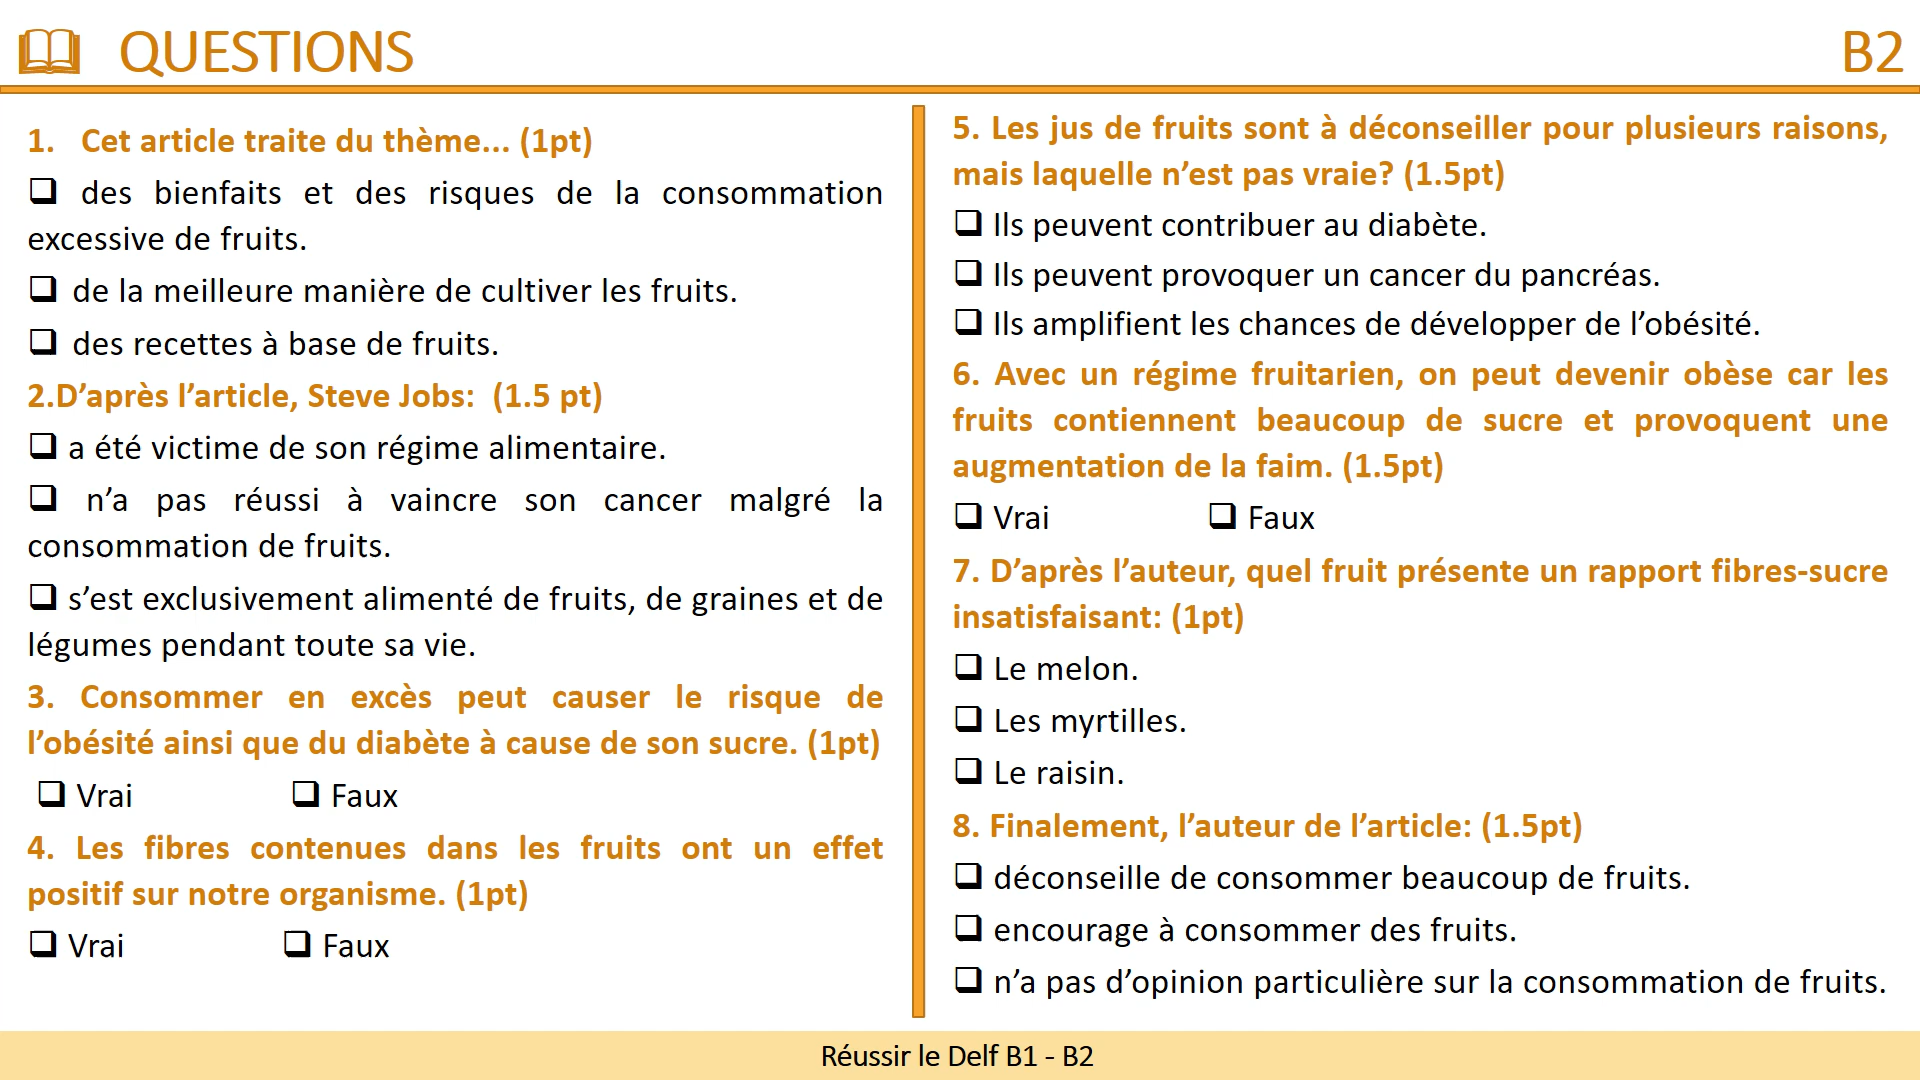 QUESTIONS
B2
1. Cet article traite du thème... (1pt)
❑ des bienfaits et des risques de la consommation
excessive de fruits.
❑ de la meilleure manière de cultiver les fruits.
❑ des recettes à base de fruits.
2.D’après l’article, Steve Jobs: (1.5 pt)
❑ a été victime de son régime alimentaire.
❑ n’a pas réussi à vaincre son cancer malgré la
consommation de fruits.
❑ s’est exclusivement alimenté de fruits, de graines et de
légumes pendant toute sa vie.
3. Consommer en excès peut causer le risque de
l’obésité ainsi que du diabète à cause de son sucre. (1pt)
❑ Vrai ❑ Faux
4. Les fibres contenues dans les fruits ont un effet
positif sur notre organisme. (1pt)
❑ Vrai ❑ Faux
5. Les jus de fruits sont à déconseiller pour plusieurs raisons,
mais laquelle n’est pas vraie? (1.5pt)
❑ Ils peuvent contribuer au diabète.
❑ Ils peuvent provoquer un cancer du pancréas.
❑ Ils amplifient les chances de développer de l’obésité.
6. Avec un régime fruitarien, on peut devenir obèse car les
fruits contiennent beaucoup de sucre et provoquent une
augmentation de la faim. (1.5pt)
❑ Vrai ❑ Faux
7. D’après l’auteur, quel fruit présente un rapport fibres-sucre
insatisfaisant: (1pt)
❑ Le melon.
❑ Les myrtilles.
❑ Le raisin.
8. Finalement, l’auteur de l’article: (1.5pt)
❑ déconseille de consommer beaucoup de fruits.
❑ encourage à consommer des fruits.
❑ n’a pas d’opinion particulière sur la consommation de fruits.
Réussir le Delf B1 - B2